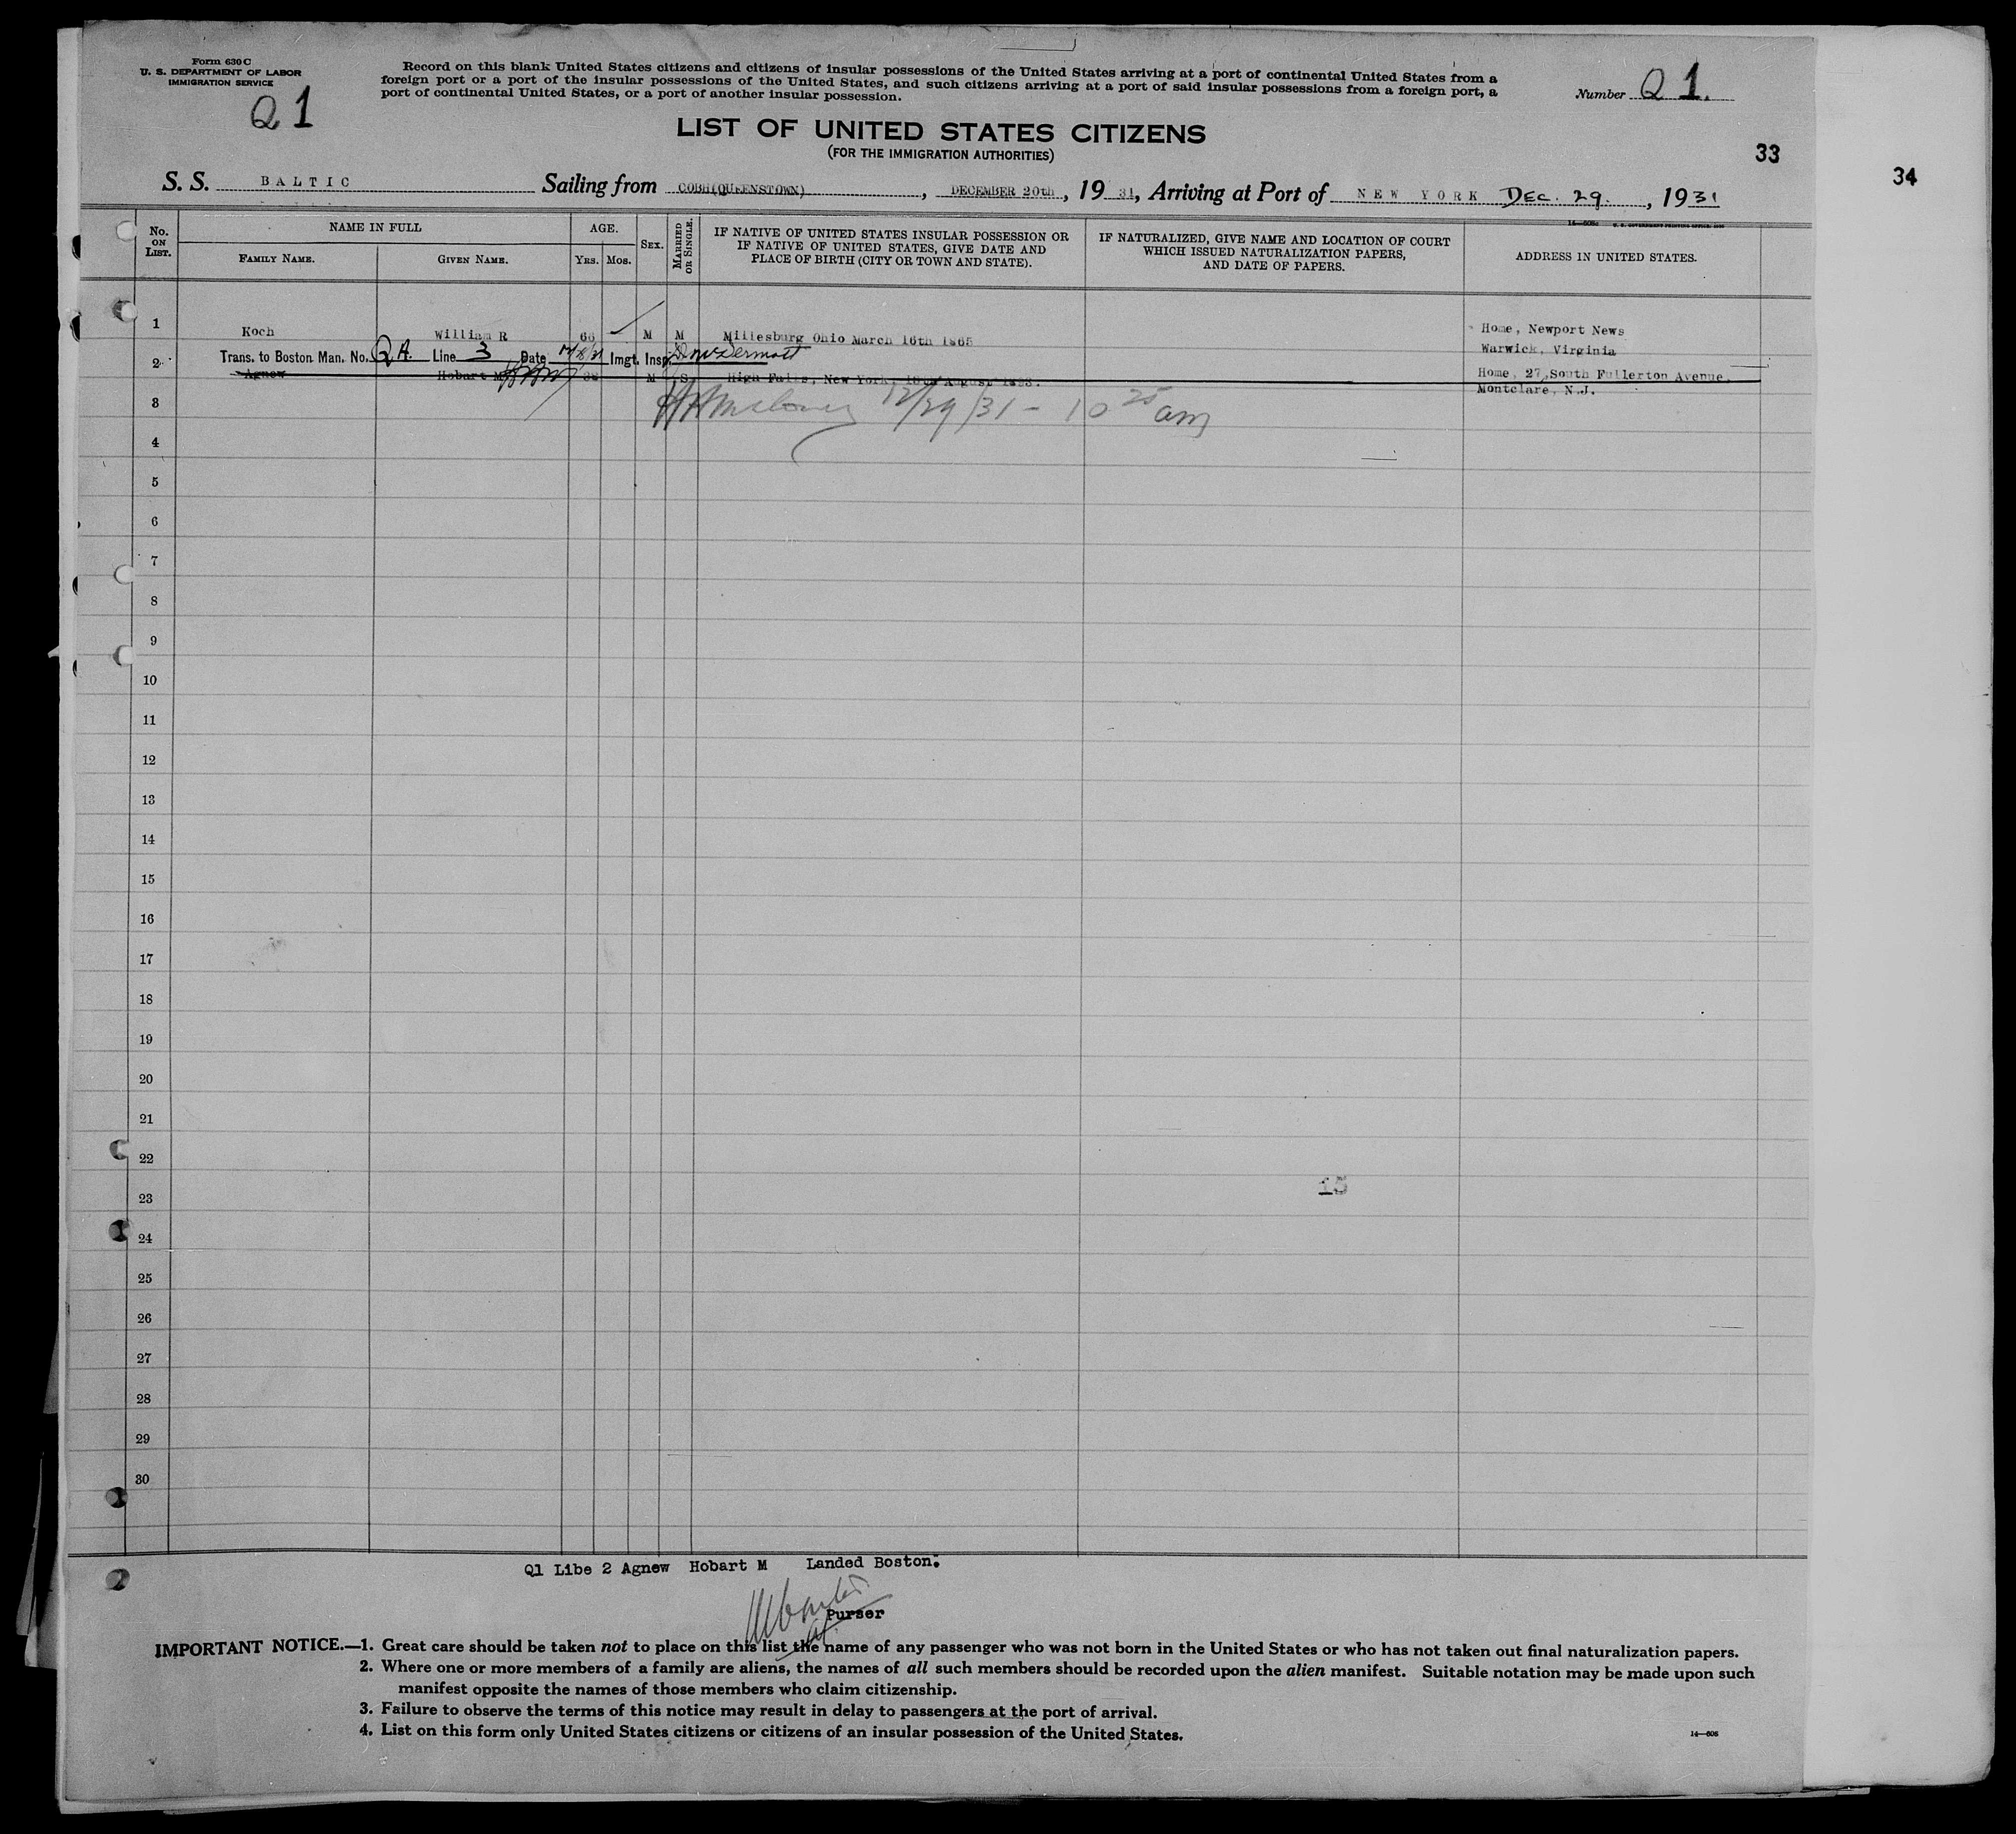 Form 630 C
U. S. DEPARTMENT OF LABOR
IMMIGRATION SERVICE
Q 1
Record on this blank United States citizens and citizens of insular possessions of the United States arriving at a port of continental United States from a
foreign port or a port of the insular possessions of the United States, and such citizens arriving at a port of said insular possessions from a foreign port, a
port of continental United States, or a port of another insular possession.
Number Q 1.
LIST OF UNITED STATES CITIZENS
(FOR THE IMMIGRATION AUTHORITIES)
33
34
S. S. BALTIC Sailing from COBH(QUEENSTOWN), DECEMBER 20th, 19 31, Arriving at Port of NEW YORK DEC. 29., 19 31
No. ON LIST.
NAME IN FULL
FAMILY NAME.
GIVEN NAME.
AGE.
YRS.
MOS.
SEX.
MARRIED OR SINGLE.
IF NATIVE OF UNITED STATES INSULAR POSSESSION OR
IF NATIVE OF UNITED STATES, GIVE DATE AND
PLACE OF BIRTH (CITY OR TOWN AND STATE).
IF NATURALIZED, GIVE NAME AND LOCATION OF COURT
WHICH ISSUED NATURALIZATION PAPERS,
AND DATE OF PAPERS.
ADDRESS IN UNITED STATES.
1 Koch William R 66 M M Millesburg Ohio March 16th 1865 Home, Newport News
Warwick, Virginia
Trans. to Boston Man. No. QA. Line 3 Date Imgt. Insp. McDermott
2 Agnew Hobart M 38 M S High Falls, New York, August Home, 27, South Fullerton Avenue,
Montclare, N.J.
3 12/29/31 - 10 25 am
4
5
6
7
8
9
10
11
12
13
14
15
16
17
18
19
20
21
22
23
15
24
25
26
27
28
29
30
Q1 Libe 2 Agnew Hobart M Landed Boston.
Purser
IMPORTANT NOTICE.—1. Great care should be taken not to place on this list the name of any passenger who was not born in the United States or who has not taken out final naturalization papers.
2. Where one or more members of a family are aliens, the names of all such members should be recorded upon the alien manifest. Suitable notation may be made upon such
manifest opposite the names of those members who claim citizenship.
3. Failure to observe the terms of this notice may result in delay to passengers at the port of arrival.
4. List on this form only United States citizens or citizens of an insular possession of the United States.
14—608